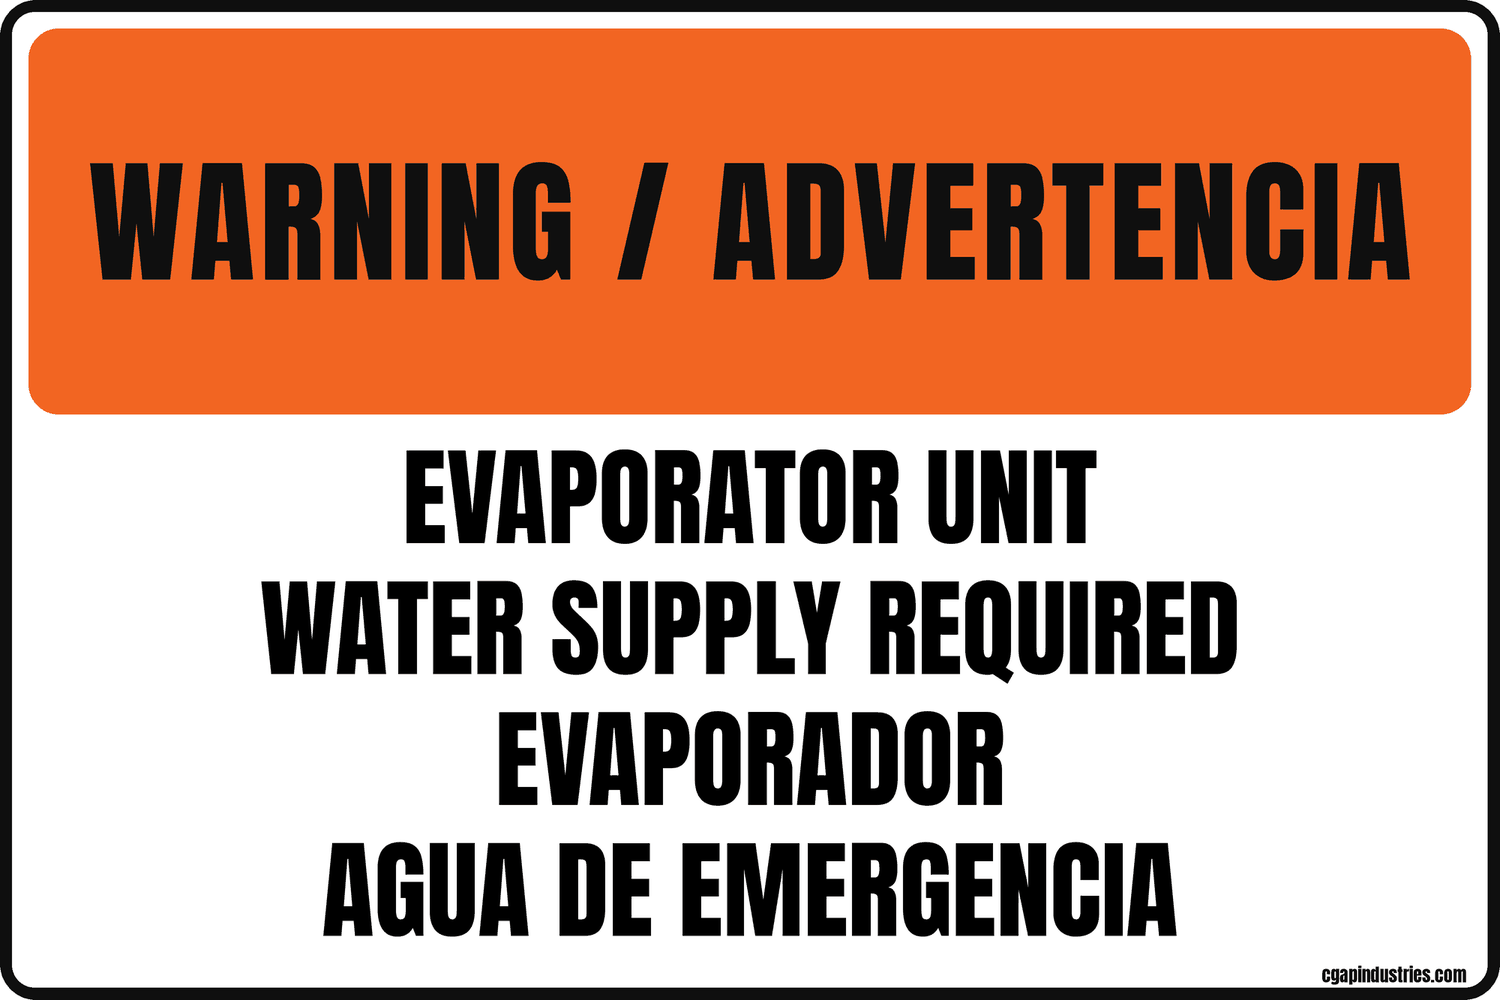 WARNING / ADVERTENCIA
EVAPORATOR UNIT
WATER SUPPLY REQUIRED
EVAPORADOR
AGUA DE EMERGENCIA
cgapindustries.com